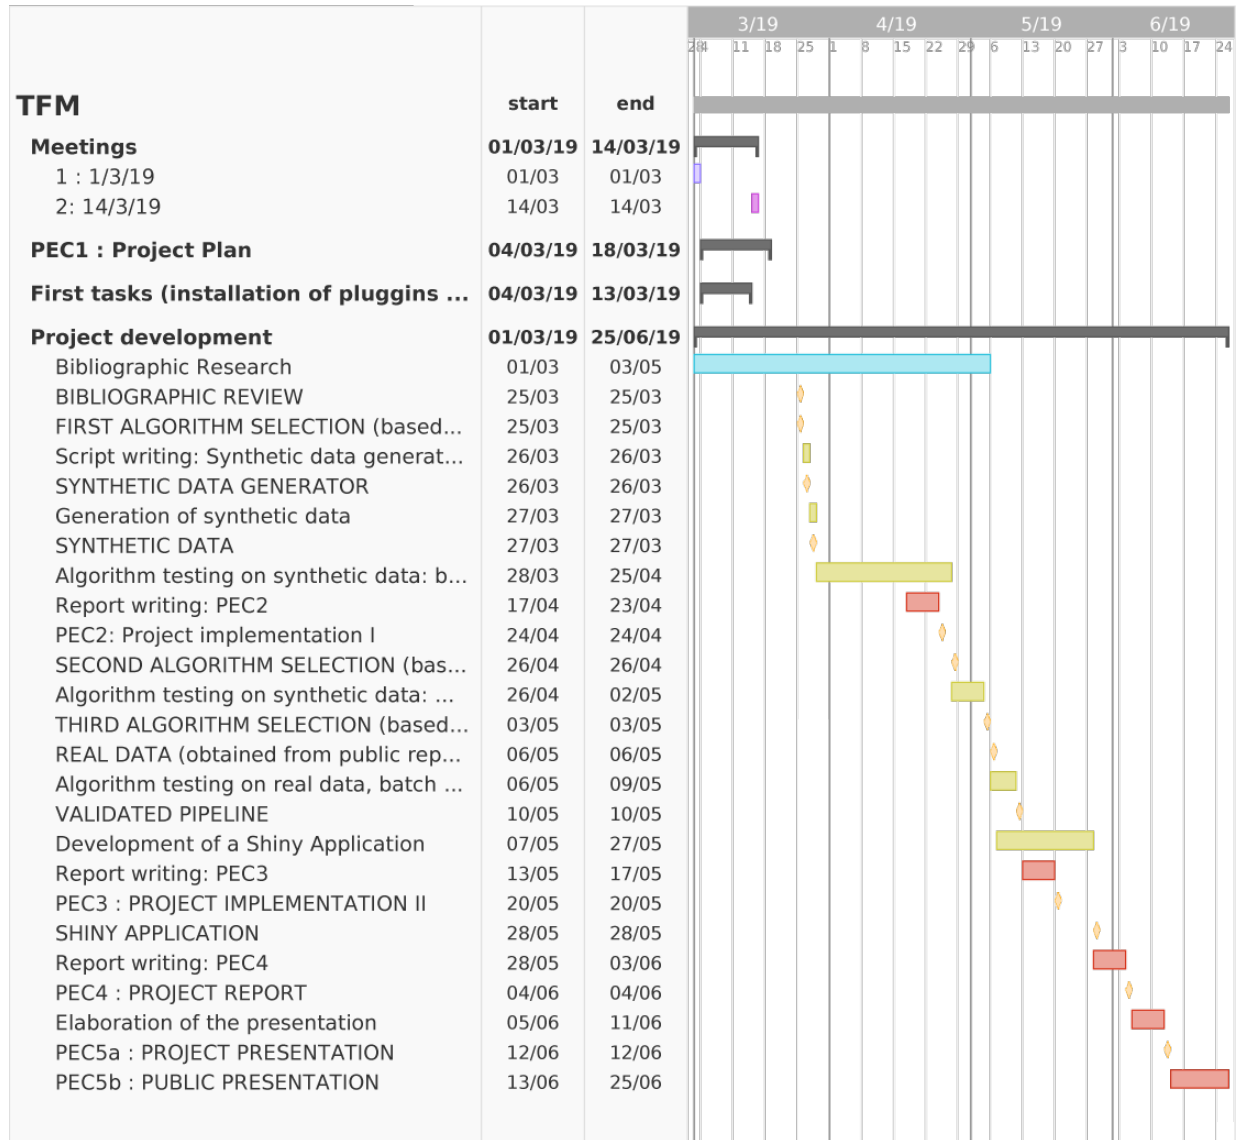 3/19 4/19 5/19 6/19
28 4 11 18 25 1 8 15 22 29 6 13 20 27 3 10 17 24
TFM start end
Meetings 01/03/19 14/03/19
1 : 1/3/19 01/03 01/03
2: 14/3/19 14/03 14/03
PEC1 : Project Plan 04/03/19 18/03/19
First tasks (installation of pluggins ... 04/03/19 13/03/19
Project development 01/03/19 25/06/19
Bibliographic Research 01/03 03/05
BIBLIOGRAPHIC REVIEW 25/03 25/03
FIRST ALGORITHM SELECTION (based... 25/03 25/03
Script writing: Synthetic data generat... 26/03 26/03
SYNTHETIC DATA GENERATOR 26/03 26/03
Generation of synthetic data 27/03 27/03
SYNTHETIC DATA 27/03 27/03
Algorithm testing on synthetic data: b... 28/03 25/04
Report writing: PEC2 17/04 23/04
PEC2: Project implementation I 24/04 24/04
SECOND ALGORITHM SELECTION (bas... 26/04 26/04
Algorithm testing on synthetic data: ... 26/04 02/05
THIRD ALGORITHM SELECTION (based... 03/05 03/05
REAL DATA (obtained from public rep... 06/05 06/05
Algorithm testing on real data, batch ... 06/05 09/05
VALIDATED PIPELINE 10/05 10/05
Development of a Shiny Application 07/05 27/05
Report writing: PEC3 13/05 17/05
PEC3 : PROJECT IMPLEMENTATION II 20/05 20/05
SHINY APPLICATION 28/05 28/05
Report writing: PEC4 28/05 03/06
PEC4 : PROJECT REPORT 04/06 04/06
Elaboration of the presentation 05/06 11/06
PEC5a : PROJECT PRESENTATION 12/06 12/06
PEC5b : PUBLIC PRESENTATION 13/06 25/06